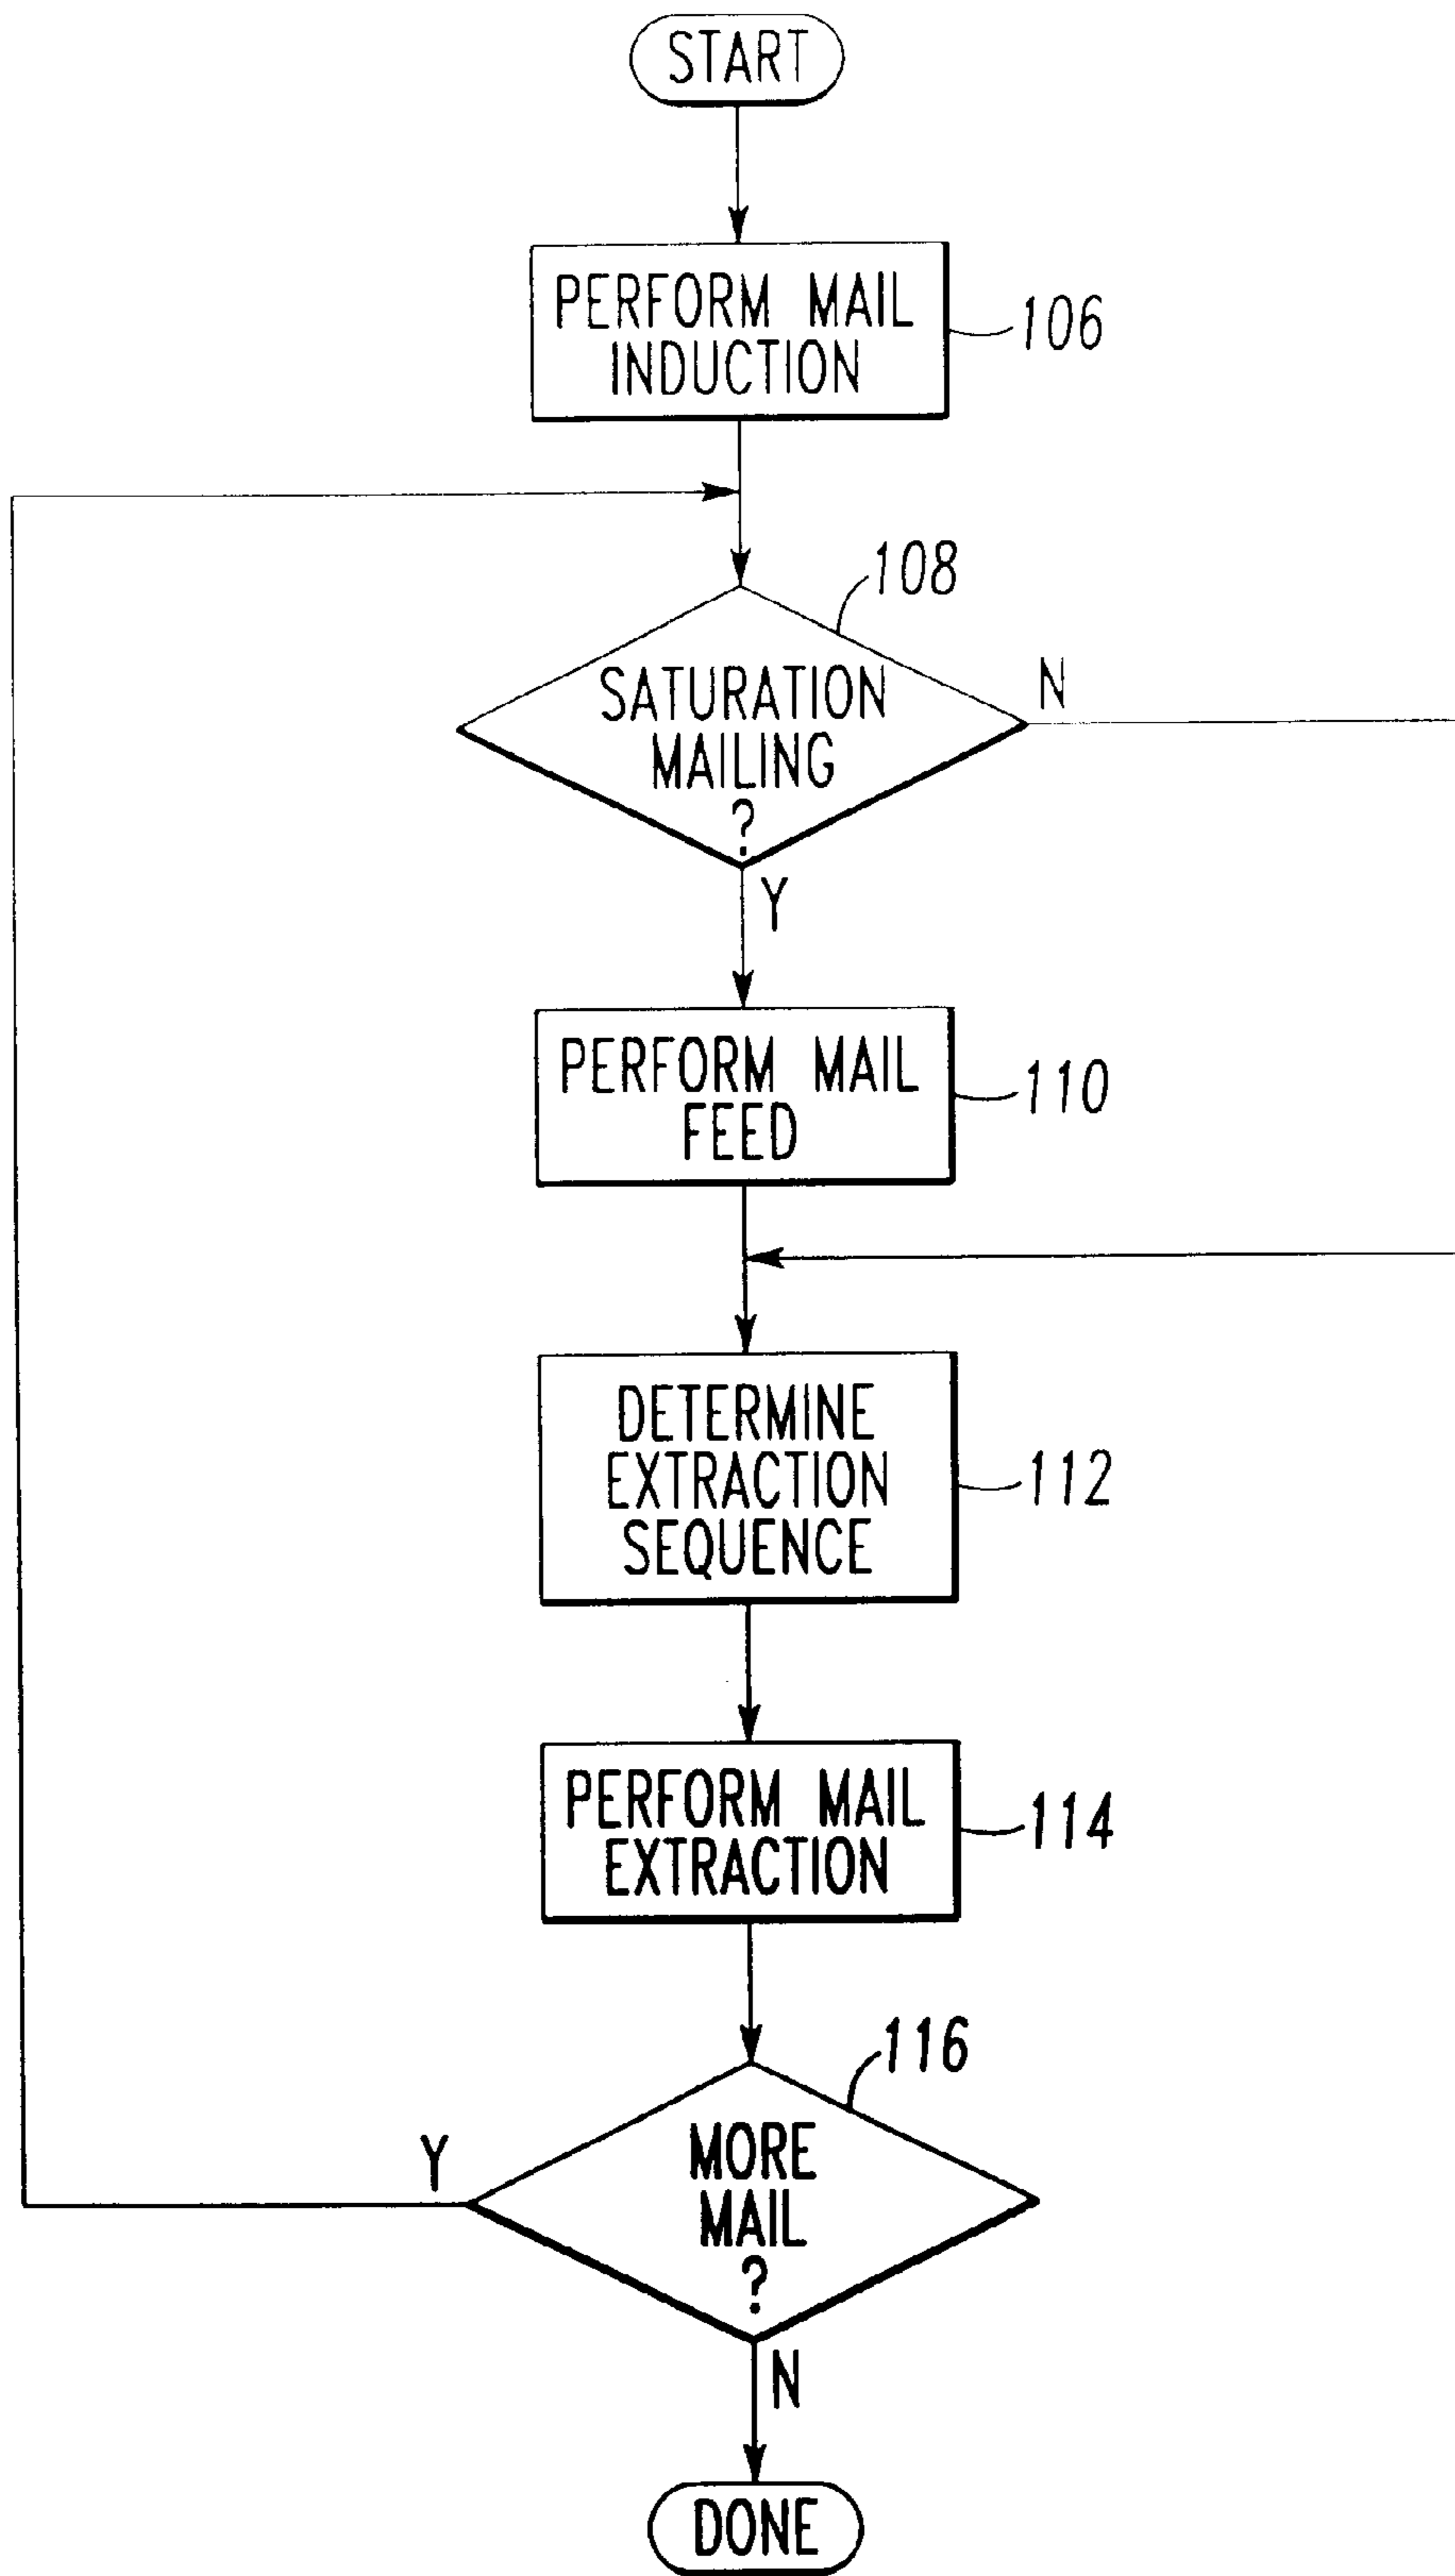 START
PERFORM MAIL
INDUCTION
106
108
SATURATION
MAILING
?
N
Y
PERFORM MAIL
FEED
110
DETERMINE
EXTRACTION
SEQUENCE
112
PERFORM MAIL
EXTRACTION
114
116
MORE
MAIL
?
Y
N
DONE